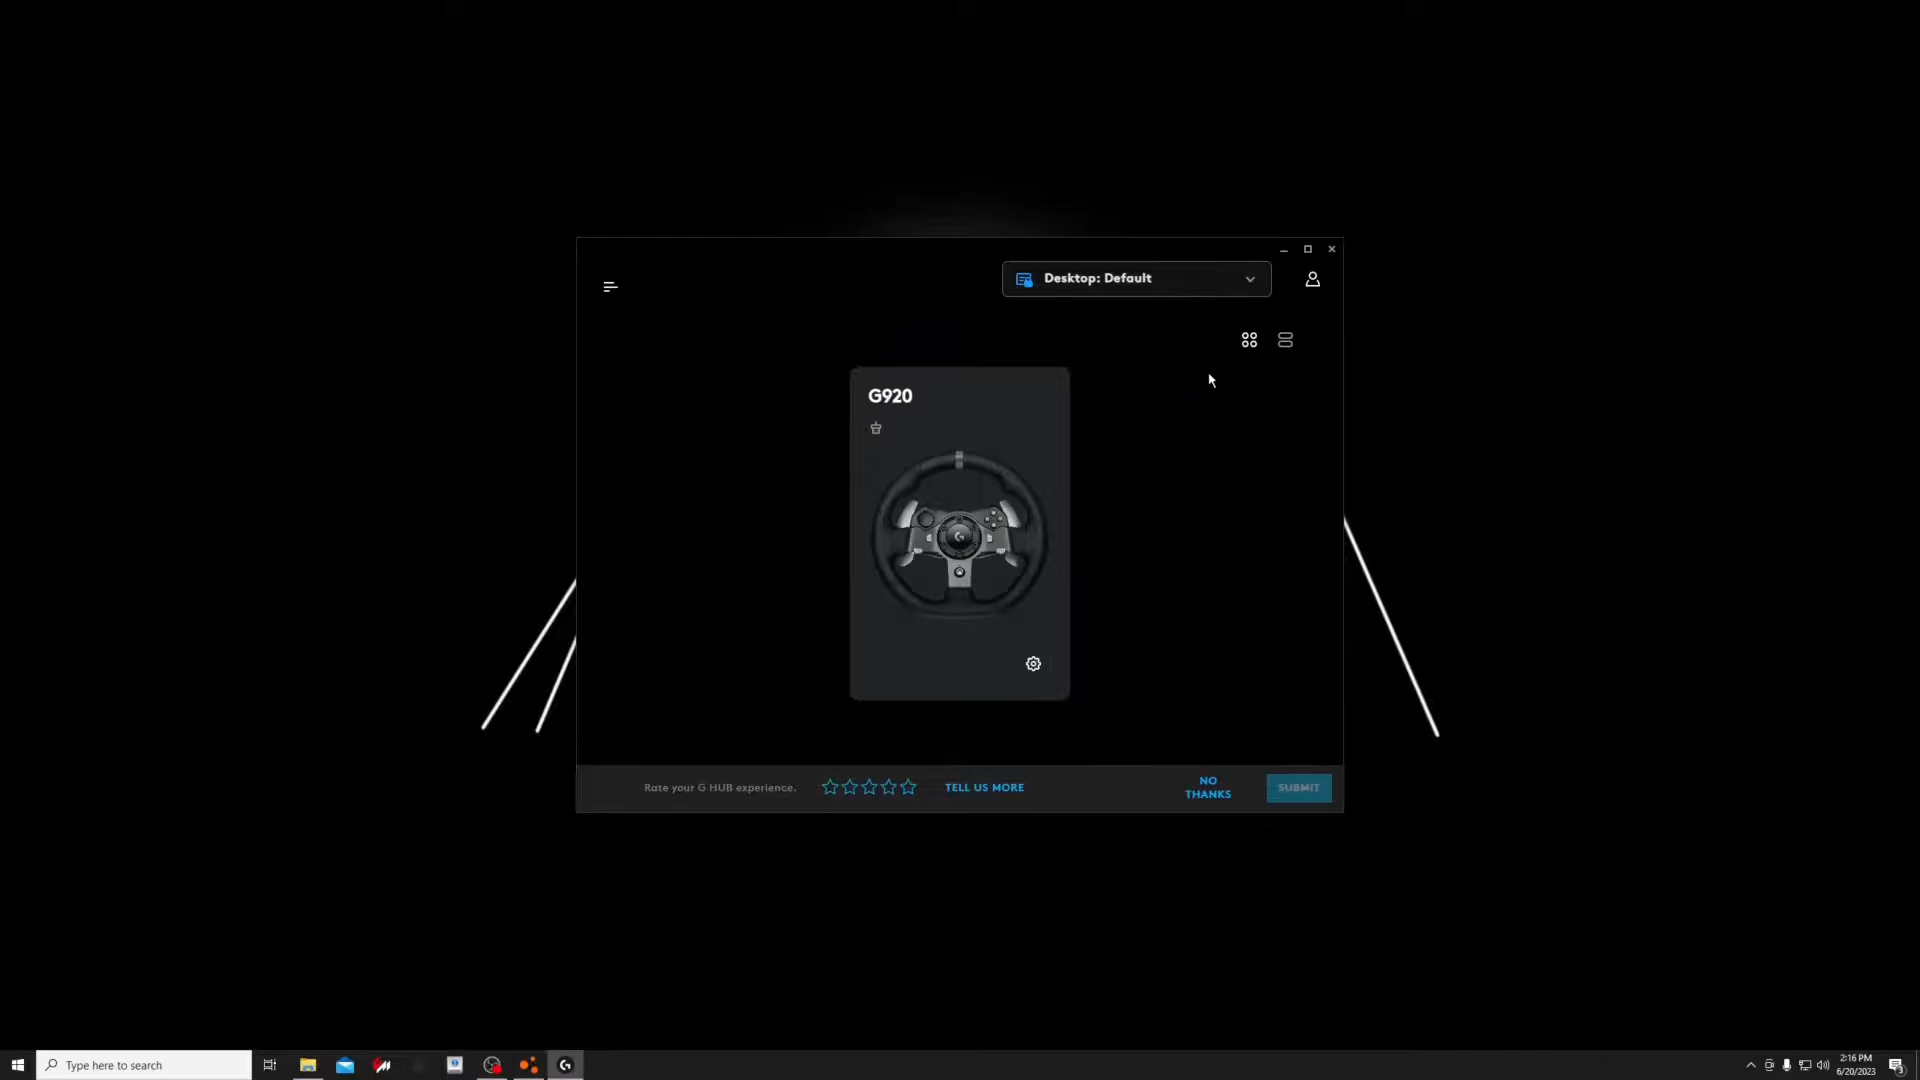 Desktop: Default
G920
Rate your G HUB experience.
TELL US MORE
NO
THANKS
SUBMIT
Type here to search
2:16 PM
6/20/2023
3